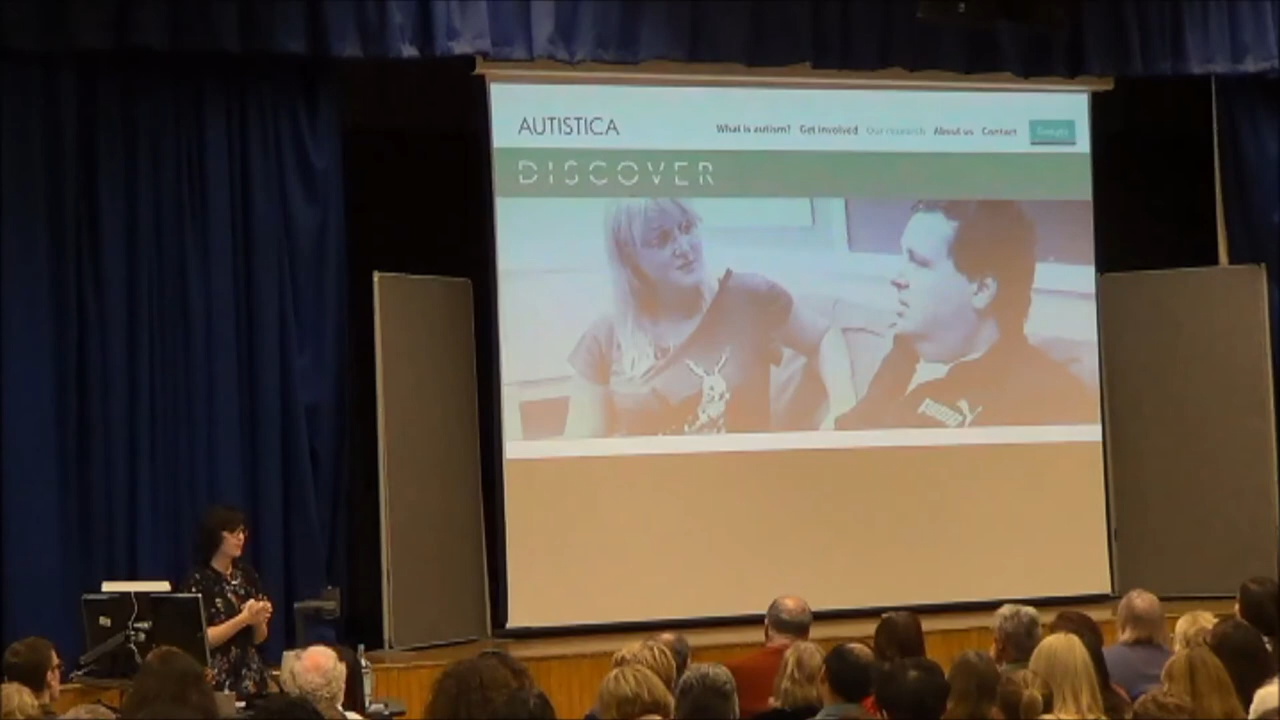 AUTISTICA
What is autism? Get involved Our research About us Contact Donate
DISCOVER
PUMA